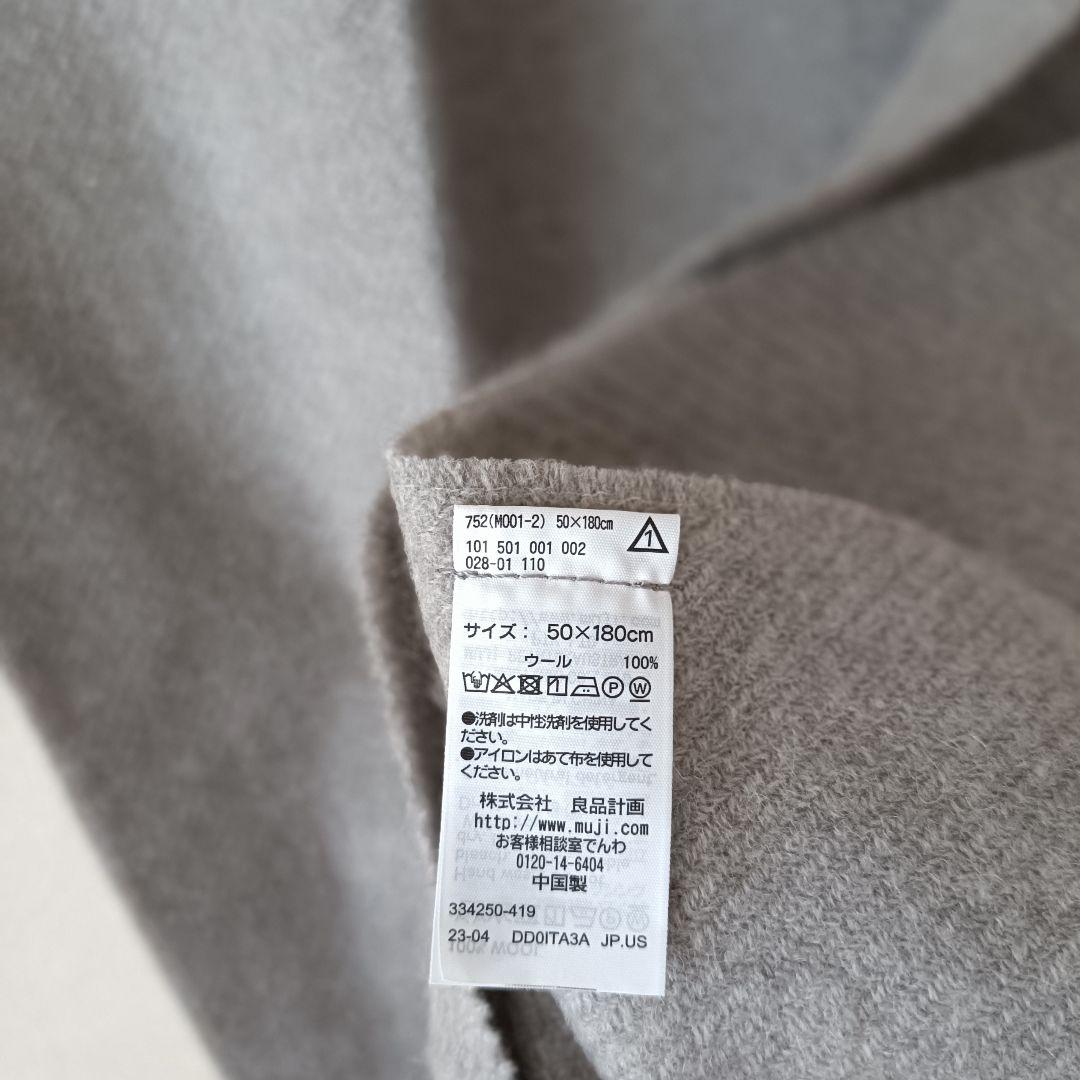 752(M001-2) 50×180cm
1
101 501 001 002
028-01 110
サイズ： 50×180cm
ウール 100%
P W
●洗剤は中性洗剤を使用してく
ださい。
●アイロンはあて布を使用して
ください。
株式会社 良品計画
http://www.muji.com
お客様相談室でんわ
0120-14-6404
中国製
334250-419
23-04 DD0ITA3A JP.US